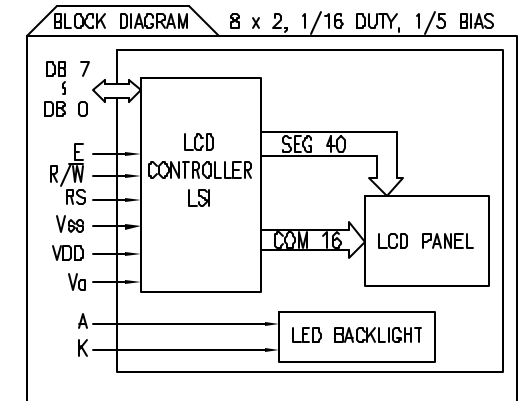 BLOCK DIAGRAM 8 x 2, 1/16 DUTY, 1/5 BIAS
DB 7
DB 0
LCD
CONTROLLER
LSI
SEG 40
COM 16
LCD PANEL
E
R/W̅
RS
Vss
VDD
Va
A
K
LED BACKLIGHT